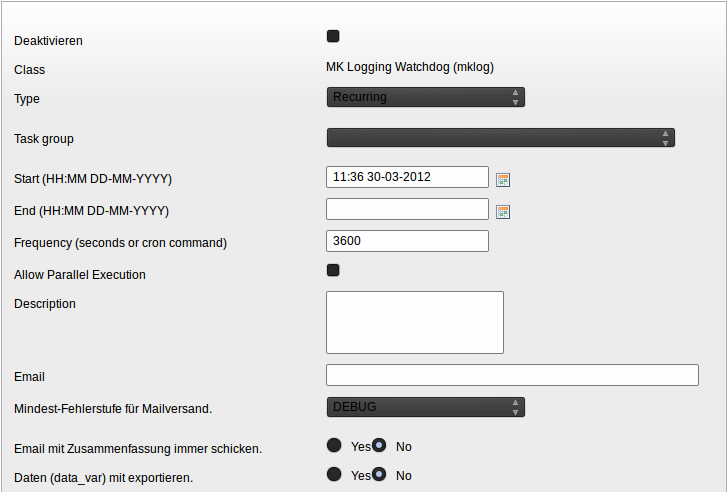 Deaktivieren
Class MK Logging Watchdog (mklog)
Type Recurring
Task group
Start (HH:MM DD-MM-YYYY) 11:36 30-03-2012
End (HH:MM DD-MM-YYYY)
Frequency (seconds or cron command) 3600
Allow Parallel Execution
Description
Email
Mindest-Fehlerstufe für Mailversand. DEBUG
Email mit Zusammenfassung immer schicken. Yes No
Daten (data_var) mit exportieren. Yes No